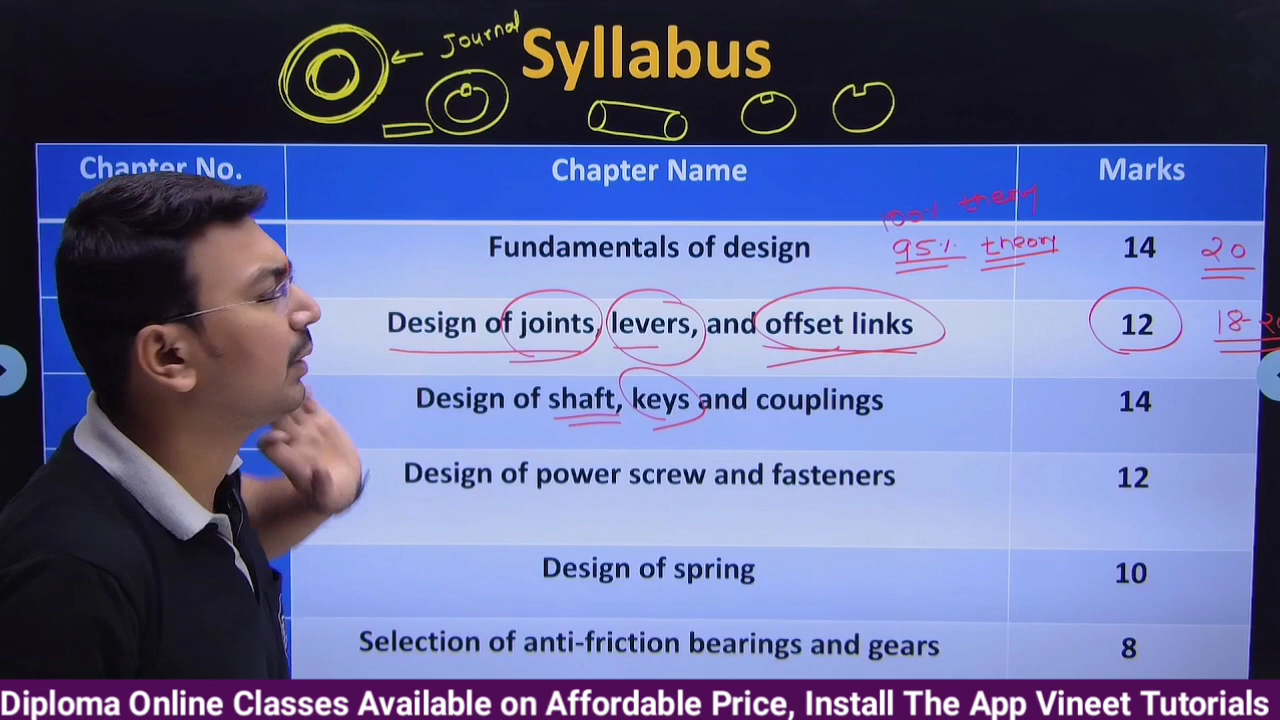 Journal
Syllabus
Chapter No. Chapter Name Marks
100% theory
Fundamentals of design 95% theory 14 20
Design of joints, levers, and offset links 12 18-20
Design of shaft, keys and couplings 14
Design of power screw and fasteners 12
Design of spring 10
Selection of anti-friction bearings and gears 8
Diploma Online Classes Available on Affordable Price, Install The App Vineet Tutorials